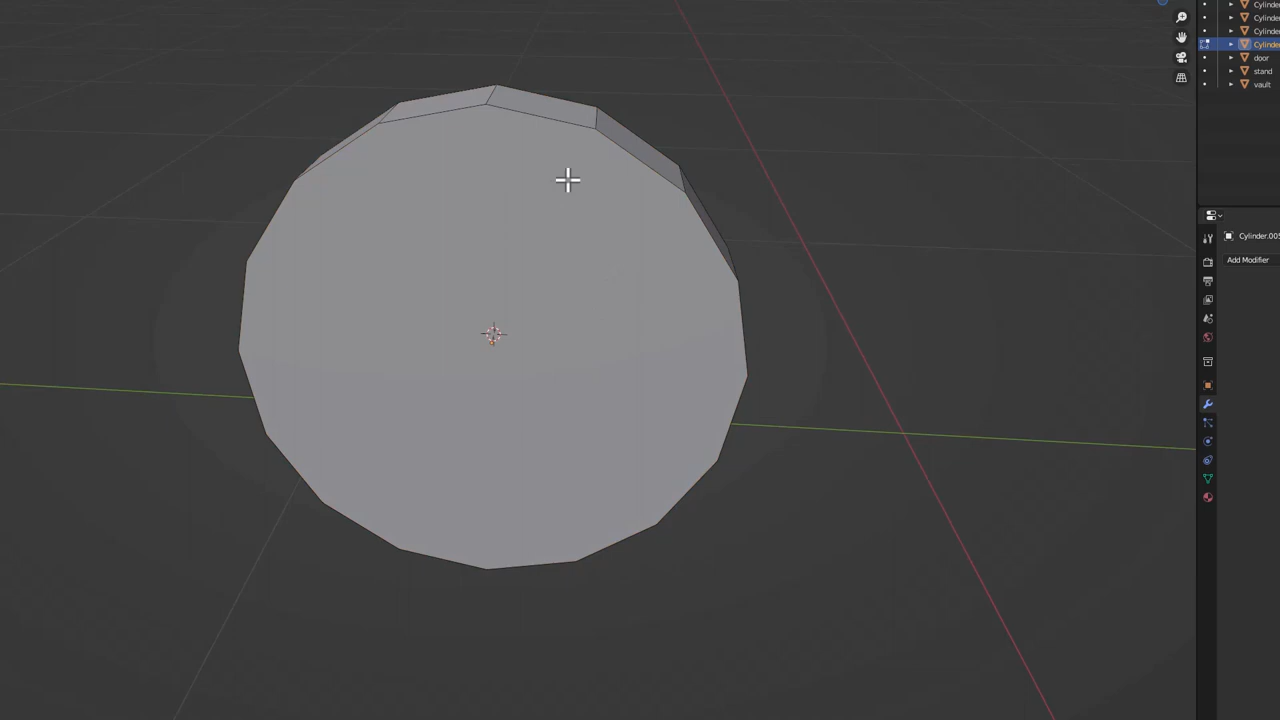 Cylinder
Cylinder
Cylinder
Cylinder
door
stand
vault
Cylinder.005
Add Modifier